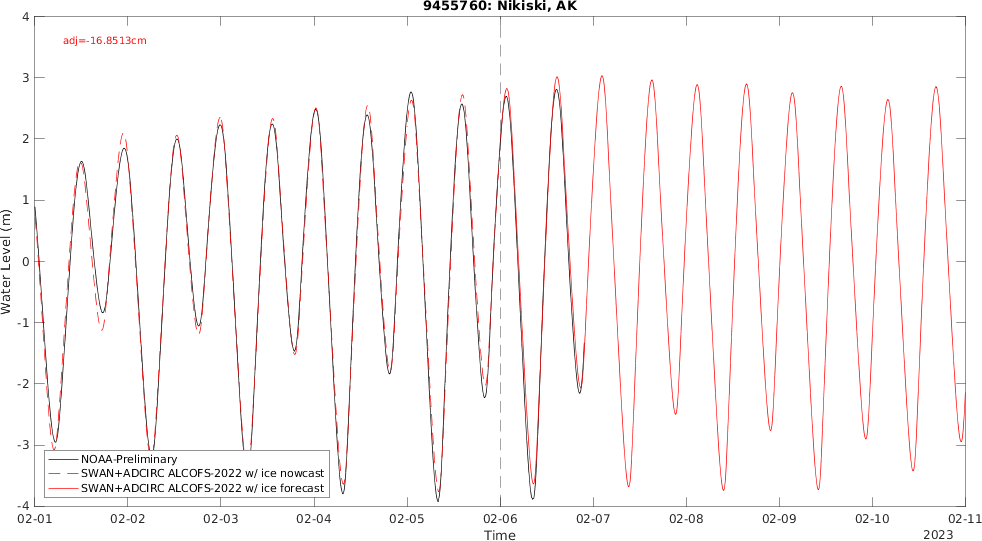 9455760: Nikiski, AK
adj=-16.8513cm
4
3
2
1
0
-1
-2
-3
-4
Water Level (m)
NOAA-Preliminary
SWAN+ADCIRC ALCOFS-2022 w/ ice nowcast
SWAN+ADCIRC ALCOFS-2022 w/ ice forecast
02-01 02-02 02-03 02-04 02-05 02-06 02-07 02-08 02-09 02-10 02-11
Time
2023